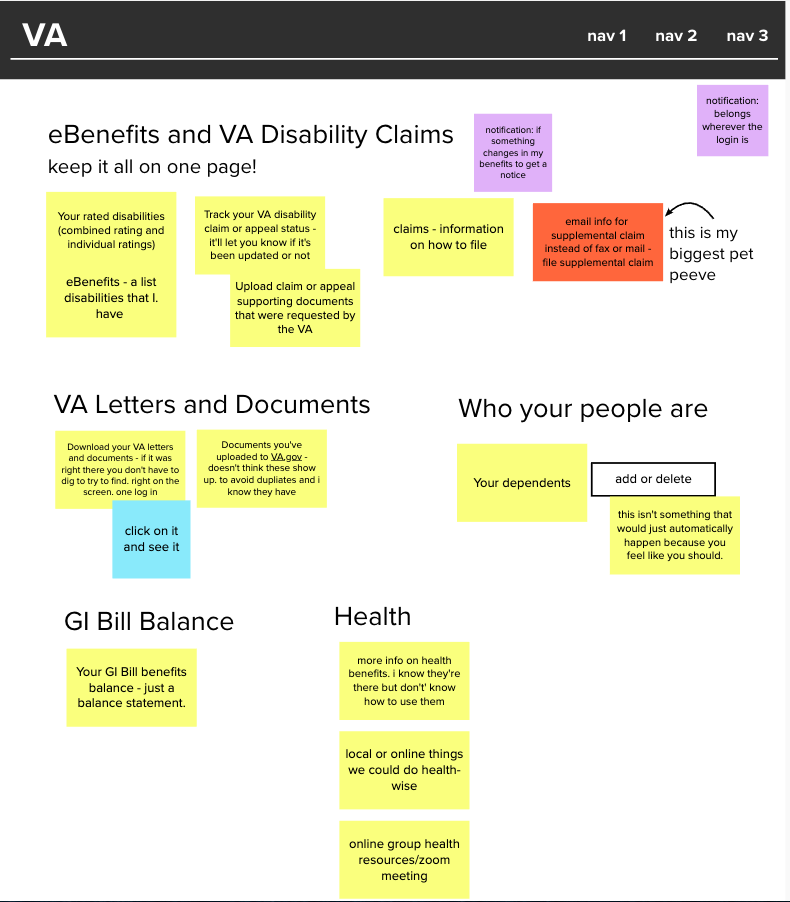 VA
nav 1 nav 2 nav 3
notification:
belongs
wherever the
login is
eBenefits and VA Disability Claims
keep it all on one page!
notification: if
something
changes in my
benefits to get a
notice
Your rated disabilities
(combined rating and
individual ratings)
eBenefits - a list
disabilities that I.
have
Track your VA disability
claim or appeal status -
it'll let you know if it's
been updated or not
Upload claim or appeal
supporting documents
that were requested by
the VA
claims - information
on how to file
email info for
supplemental claim
instead of fax or mail -
file supplemental claim
this is my
biggest pet
peeve
VA Letters and Documents
Download your VA letters
and documents - if it was
right there you don't have to
dig to try to find. right on the
screen. one log in
Documents you've
uploaded to VA.gov -
doesn't think these show
up. to avoid dupliates and i
know they have
click on it
and see it
Who your people are
Your dependents
add or delete
this isn't something that
would just automatically
happen because you
feel like you should.
GI Bill Balance
Your GI Bill benefits
balance - just a
balance statement.
Health
more info on health
benefits. i know they're
there but don't' know
how to use them
local or online things
we could do health-
wise
online group health
resources/zoom
meeting